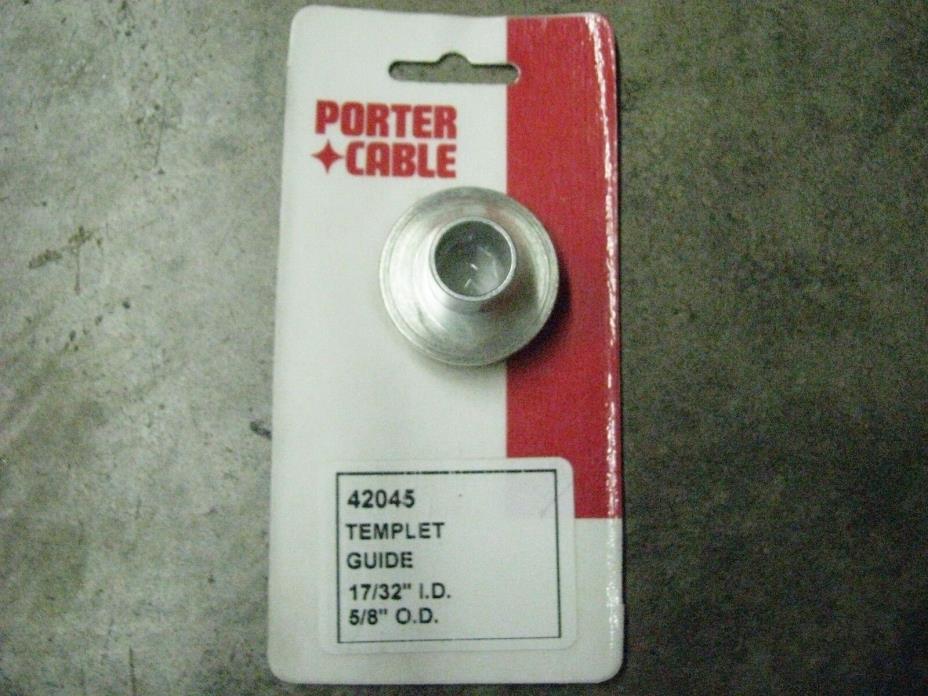 PORTER
CABLE
42045
TEMPLET
GUIDE
17/32" I.D.
5/8" O.D.